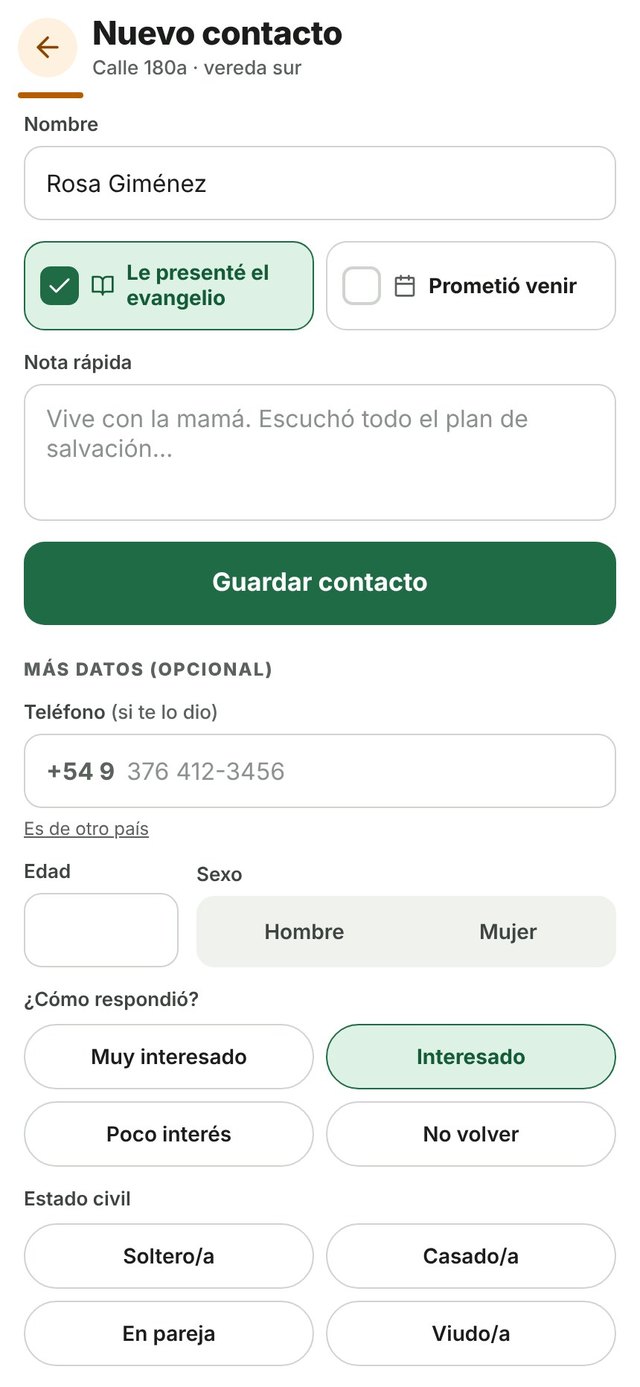 Nuevo contacto
Calle 180a · vereda sur
Nombre
Rosa Giménez
Le presenté el
evangelio
Prometió venir
Nota rápida
Vive con la mamá. Escuchó todo el plan de
salvación...
Guardar contacto
MÁS DATOS (OPCIONAL)
Teléfono (si te lo dio)
+54 9 376 412-3456
Es de otro país
Edad
Sexo
Hombre
Mujer
¿Cómo respondió?
Muy interesado
Interesado
Poco interés
No volver
Estado civil
Soltero/a
Casado/a
En pareja
Viudo/a